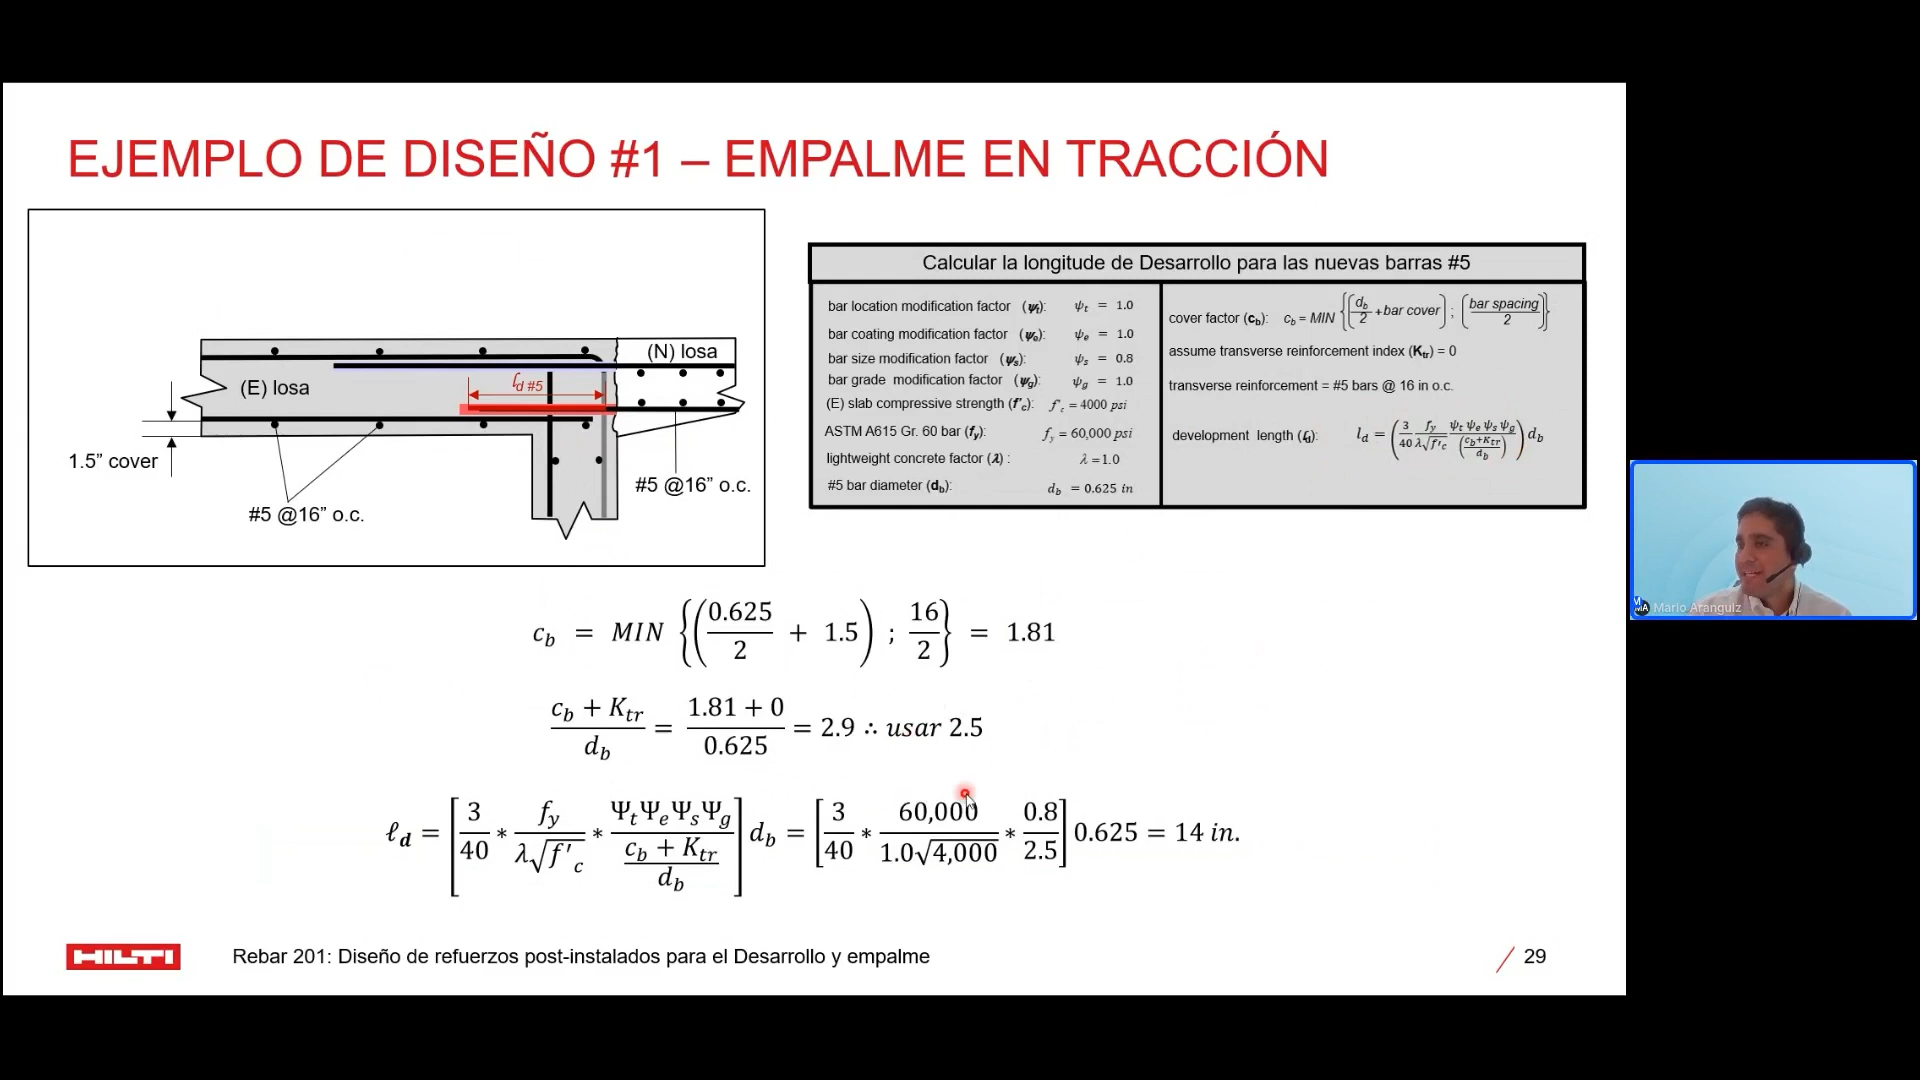 EJEMPLO DE DISEÑO #1 – EMPALME EN TRACCIÓN
(N) losa
(E) losa
ℓd #5
1.5” cover
#5 @16” o.c.
#5 @16” o.c.
Calcular la longitude de Desarrollo para las nuevas barras #5
bar location modification factor (ψt): ψt = 1.0
bar coating modification factor (ψe): ψe = 1.0
bar size modification factor (ψs): ψs = 0.8
bar grade modification factor (ψg): ψg = 1.0
(E) slab compressive strength (f'c): f'c = 4000 psi
ASTM A615 Gr. 60 bar (fy): fy = 60,000 psi
lightweight concrete factor (λ) : λ =1.0
#5 bar diameter (db): db = 0.625 in
cover factor (cb): cb = MIN {(db/2 + bar cover) ; (bar spacing/2)}
assume transverse reinforcement index (Ktr) = 0
transverse reinforcement = #5 bars @ 16 in o.c.
development length (ℓd): ld = (3/40 fy/λ√f'c ψt ψe ψs ψg/((cb+Ktr)/db)) db
cb = MIN {(0.625/2 + 1.5) ; 16/2} = 1.81
(cb + Ktr)/db = (1.81 + 0)/0.625 = 2.9 ∴ usar 2.5
ℓd = [3/40 * fy/λ√f'c * ΨtΨeΨsΨg/((cb + Ktr)/db)] db = [3/40 * 60,000/1.0√4,000 * 0.8/2.5] 0.625 = 14 in.
HILTI
Rebar 201: Diseño de refuerzos post-instalados para el Desarrollo y empalme
29
Mario Aranguiz